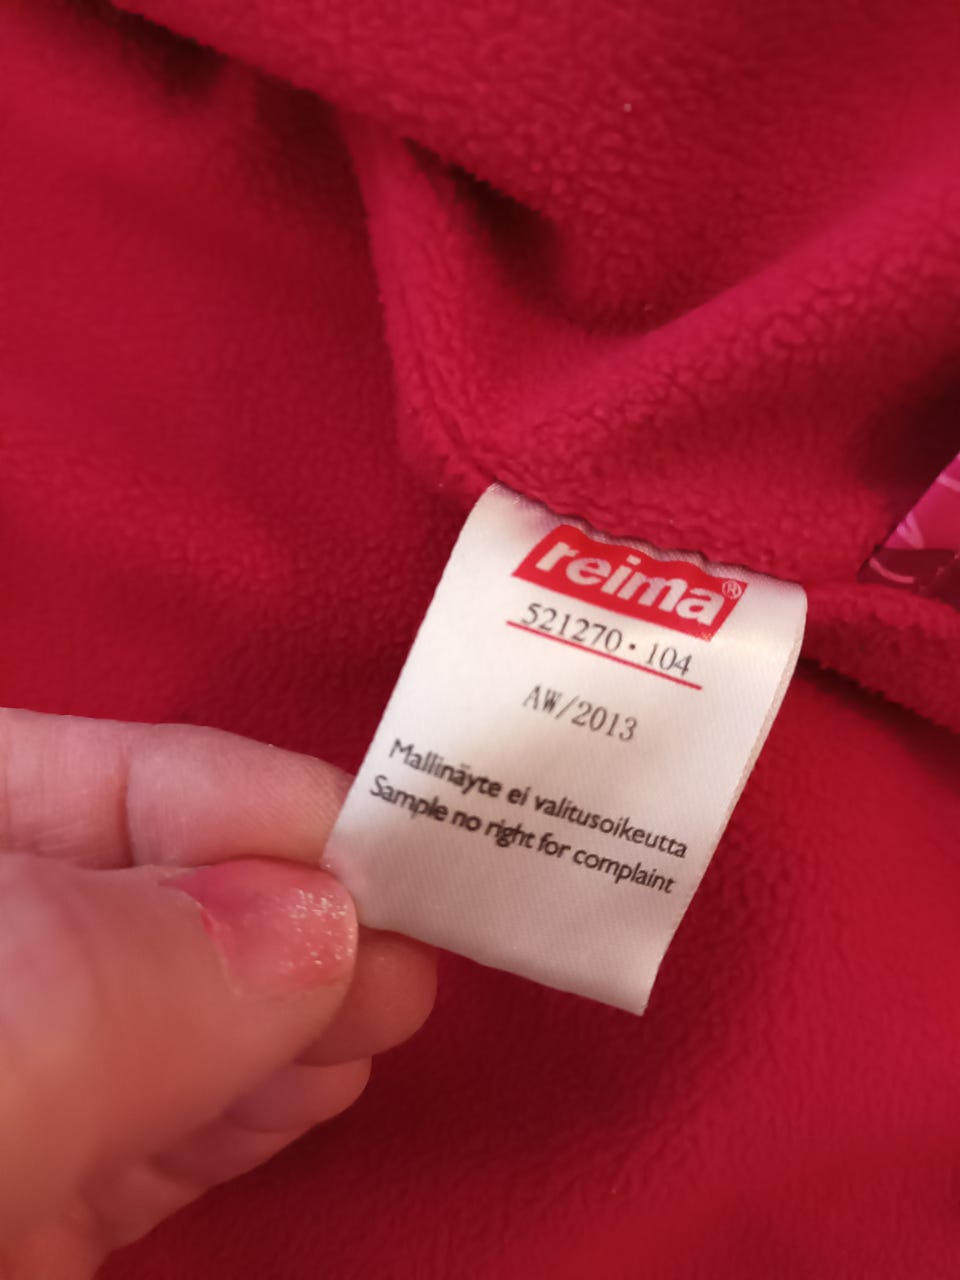 reima®
521270 • 104
AW/2013
Mallinäyte ei valitusoikeutta
Sample no right for complaint